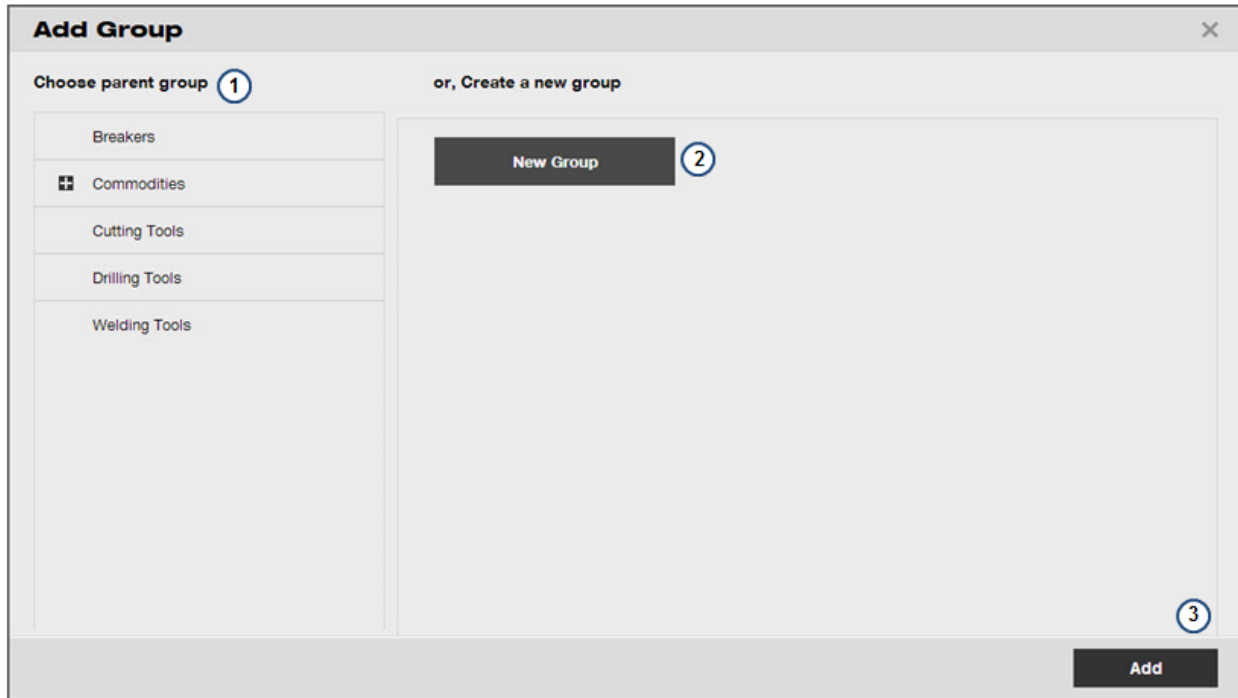 Add Group
Choose parent group 1
or, Create a new group
Breakers
Commodities
Cutting Tools
Drilling Tools
Welding Tools
New Group 2
3
Add